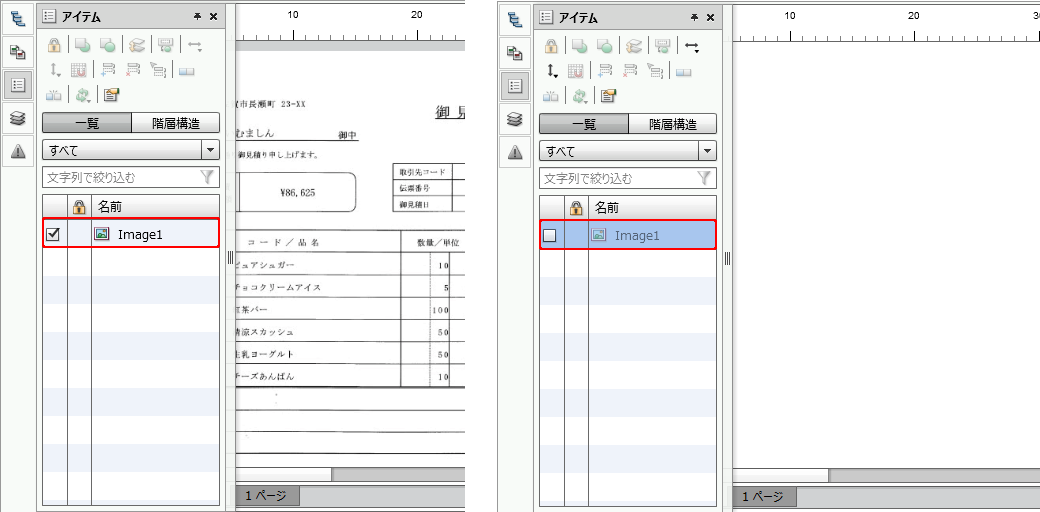 アイテム
一覧
階層構造
すべて
文字列で絞り込む
名前
Image1
10
20
市長瀬町 23-XX
御 見
むましん
御中
御見積り申し上げます。
¥86,625
取引先コード
伝票番号
御見積日
コード／品名
数量／単位
ピュアシュガー
10
チョコクリームアイス
5
紅茶バー
100
清涼スカッシュ
50
生乳ヨーグルト
50
チーズあんぱん
10
1 ページ
アイテム
一覧
階層構造
すべて
文字列で絞り込む
名前
Image1
10
20
30
1 ページ